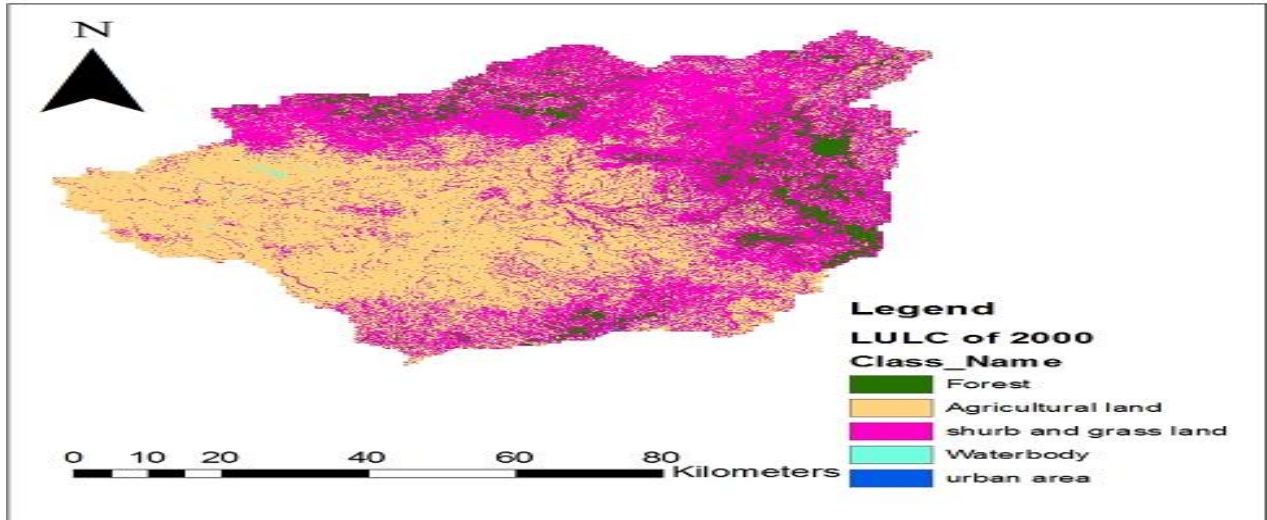 N
Legend
LULC of 2000
Class_Name
Forest
Agricultural land
shurb and grass land
Waterbody
urban area
0 10 20 40 60 80
Kilometers